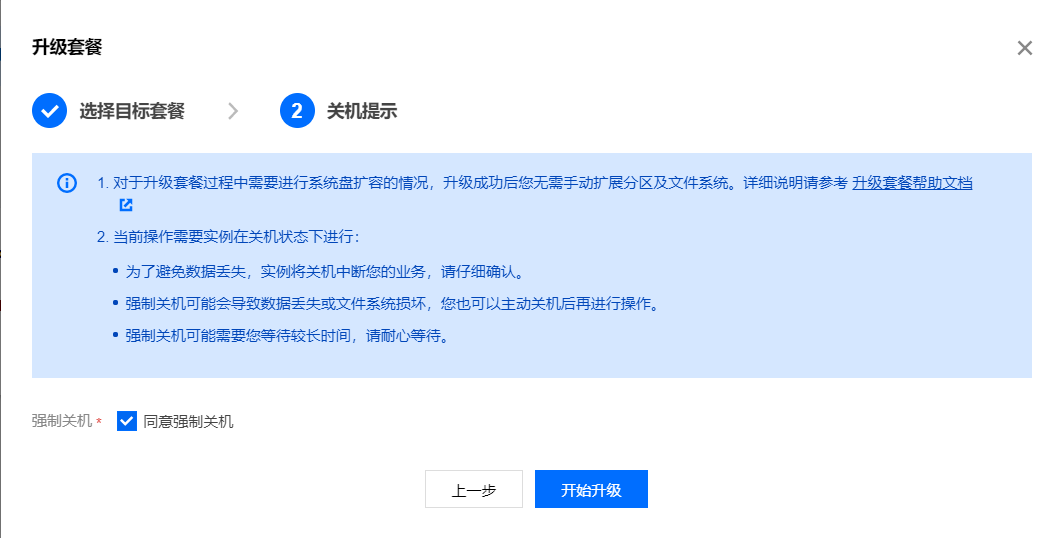 升级套餐
选择目标套餐
2 关机提示
1. 对于升级套餐过程中需要进行系统盘扩容的情况，升级成功后您无需手动扩展分区及文件系统。详细说明请参考 升级套餐帮助文档
2. 当前操作需要实例在关机状态下进行：
• 为了避免数据丢失，实例将关机中断您的业务，请仔细确认。
• 强制关机可能会导致数据丢失或文件系统损坏，您也可以主动关机后再进行操作。
• 强制关机可能需要您等待较长时间，请耐心等待。
强制关机 * 同意强制关机
上一步
开始升级